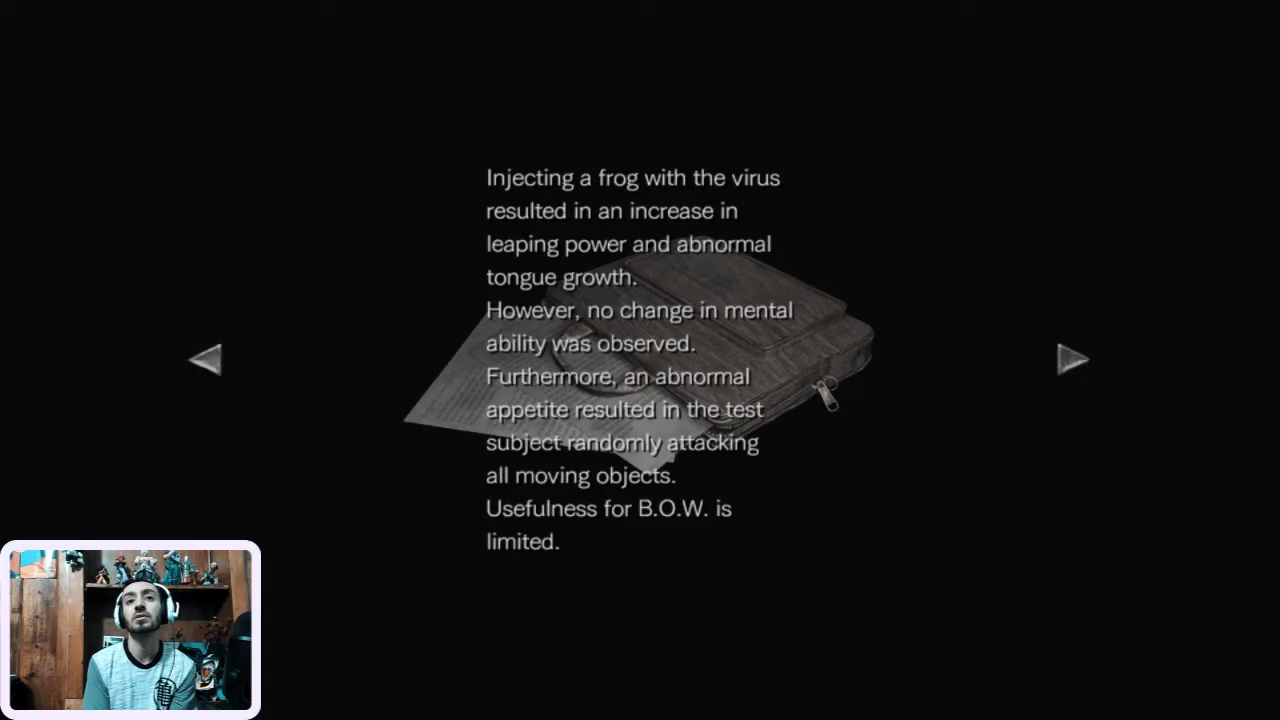 Injecting a frog with the virus
resulted in an increase in
leaping power and abnormal
tongue growth.
However, no change in mental
ability was observed.
Furthermore, an abnormal
appetite resulted in the test
subject randomly attacking
all moving objects.
Usefulness for B.O.W. is
limited.